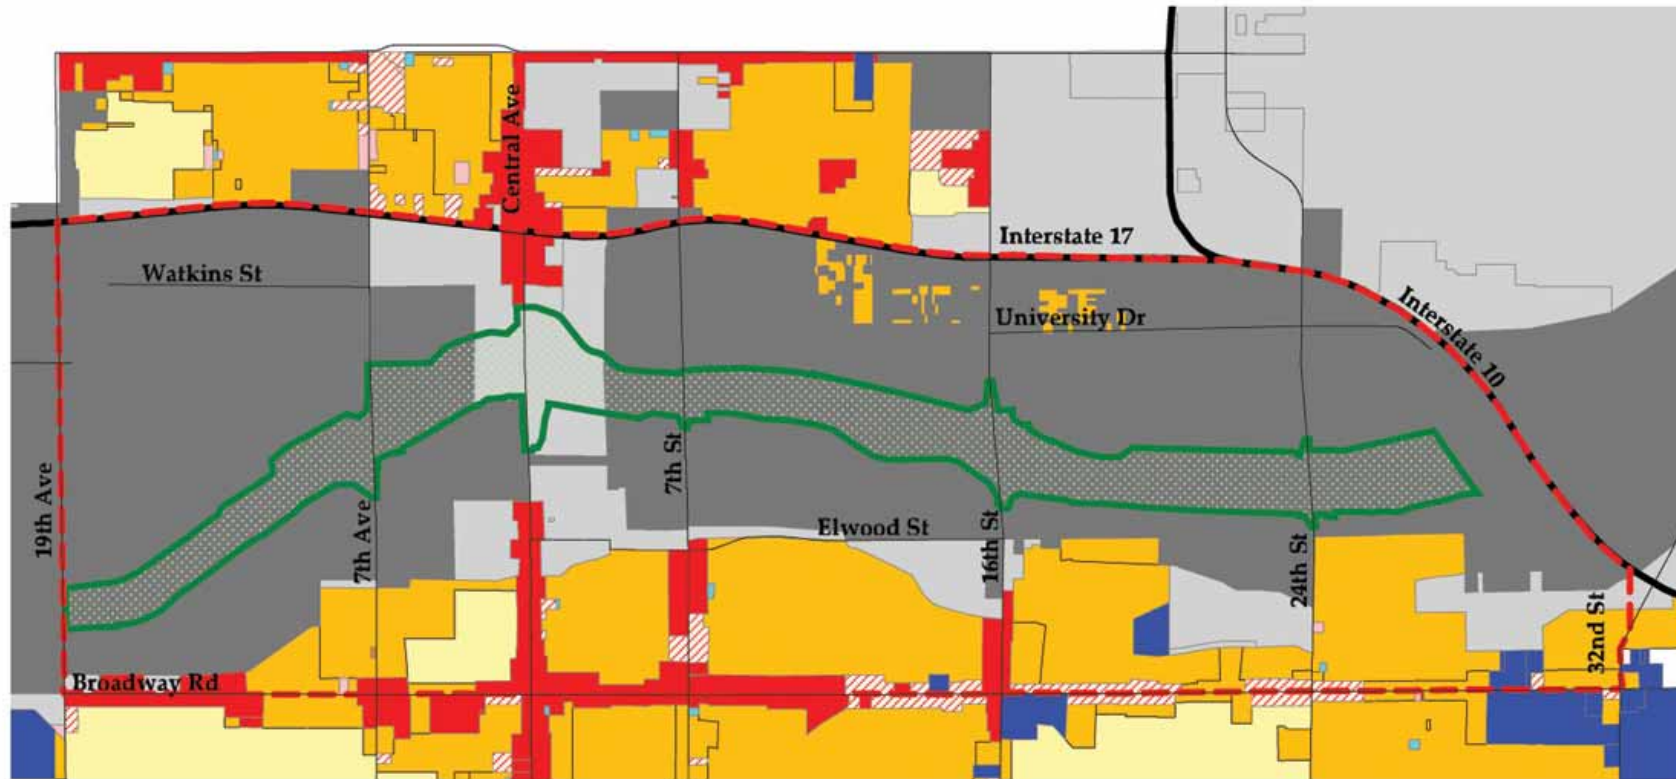 Central Ave
Interstate 17
Watkins St
University Dr
Interstate 10
19th Ave
7th Ave
7th St
Elwood St
16th St
24th St
32nd St
Broadway Rd